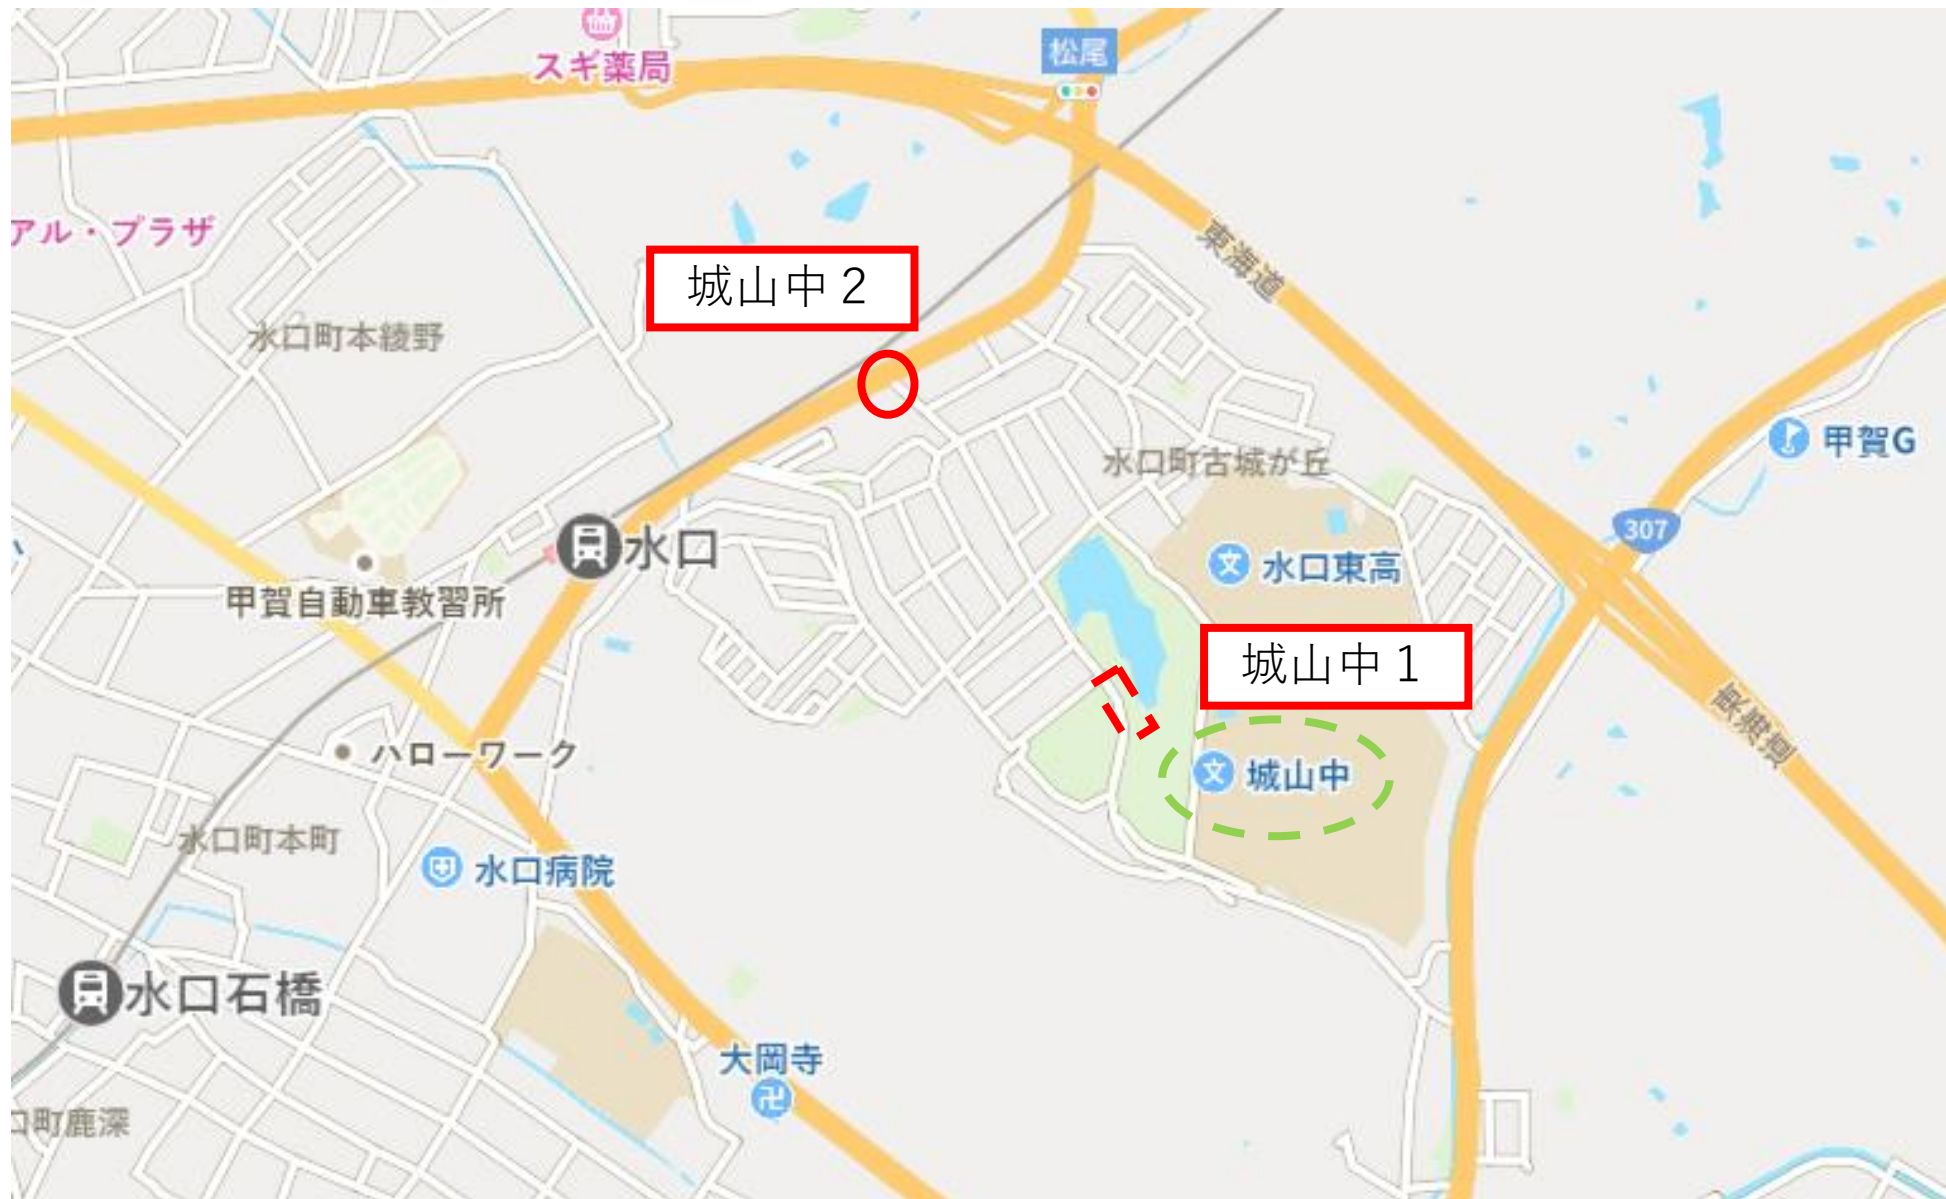 スギ薬局
松尾
アル・プラザ
東海道
城山中２
水口町本綾野
甲賀G
水口町古城が丘
307
水口
水口東高
甲賀自動車教習所
城山中１
東海道
ハローワーク
城山中
水口町本町
水口病院
水口石橋
大岡寺
口町鹿深